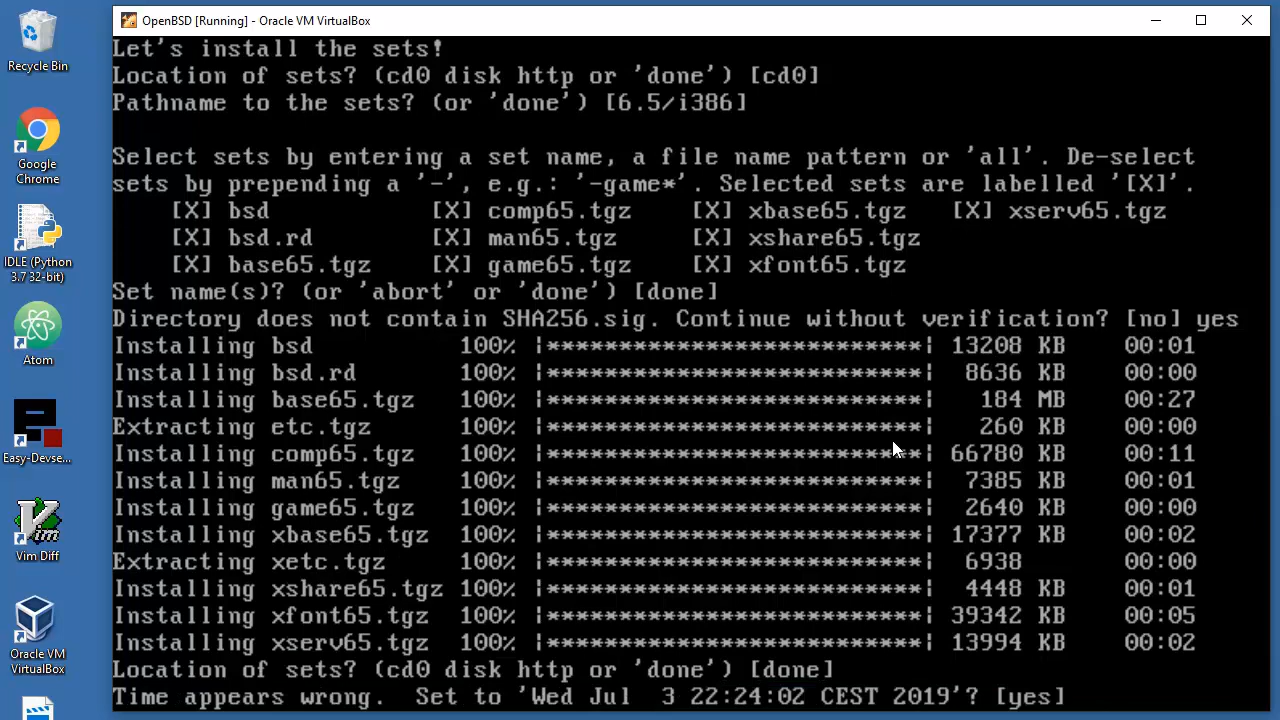 OpenBSD [Running] - Oracle VM VirtualBox
Recycle Bin
Google
Chrome
IDLE (Python
3.7 32-bit)
Atom
Easy-Devse...
Vim Diff
Oracle VM
VirtualBox
Let's install the sets!
Location of sets? (cd0 disk http or 'done') [cd0]
Pathname to the sets? (or 'done') [6.5/i386]
Select sets by entering a set name, a file name pattern or 'all'. De-select
sets by prepending a '-', e.g.: '-game*'. Selected sets are labelled '[X]'.
[X] bsd [X] comp65.tgz [X] xbase65.tgz [X] xserv65.tgz
[X] bsd.rd [X] man65.tgz [X] xshare65.tgz
[X] base65.tgz [X] game65.tgz [X] xfont65.tgz
Set name(s)? (or 'abort' or 'done') [done]
Directory does not contain SHA256.sig. Continue without verification? [no] yes
Installing bsd 100% |**************************| 13208 KB 00:01
Installing bsd.rd 100% |**************************| 8636 KB 00:00
Installing base65.tgz 100% |**************************| 184 MB 00:27
Extracting etc.tgz 100% |**************************| 260 KB 00:00
Installing comp65.tgz 100% |**************************| 66780 KB 00:11
Installing man65.tgz 100% |**************************| 7385 KB 00:01
Installing game65.tgz 100% |**************************| 2640 KB 00:00
Installing xbase65.tgz 100% |**************************| 17377 KB 00:02
Extracting xetc.tgz 100% |**************************| 6938 00:00
Installing xshare65.tgz 100% |**************************| 4448 KB 00:01
Installing xfont65.tgz 100% |**************************| 39342 KB 00:05
Installing xserv65.tgz 100% |**************************| 13994 KB 00:02
Location of sets? (cd0 disk http or 'done') [done]
Time appears wrong. Set to 'Wed Jul 3 22:24:02 CEST 2019'? [yes]